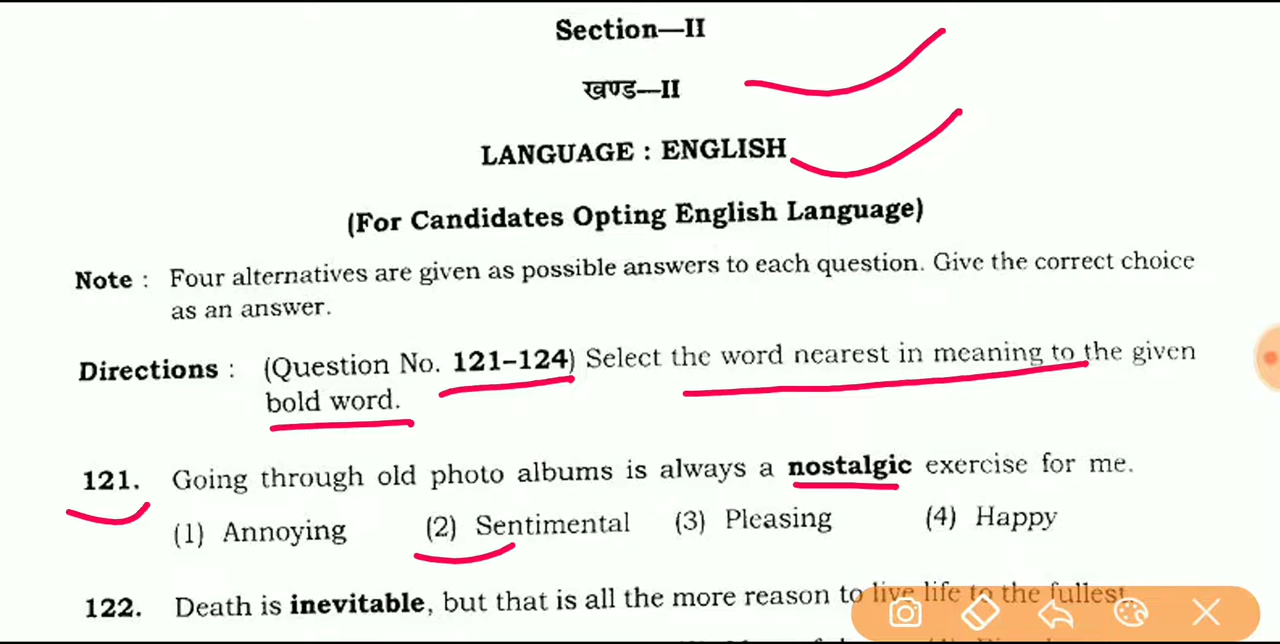 Section—II
खण्ड—II
LANGUAGE : ENGLISH
(For Candidates Opting English Language)
Note : Four alternatives are given as possible answers to each question. Give the correct choice
as an answer.
Directions : (Question No. 121–124) Select the word nearest in meaning to the given
bold word.
121. Going through old photo albums is always a nostalgic exercise for me.
(1) Annoying (2) Sentimental (3) Pleasing (4) Happy
122. Death is inevitable, but that is all the more reason to live life to the fullest.